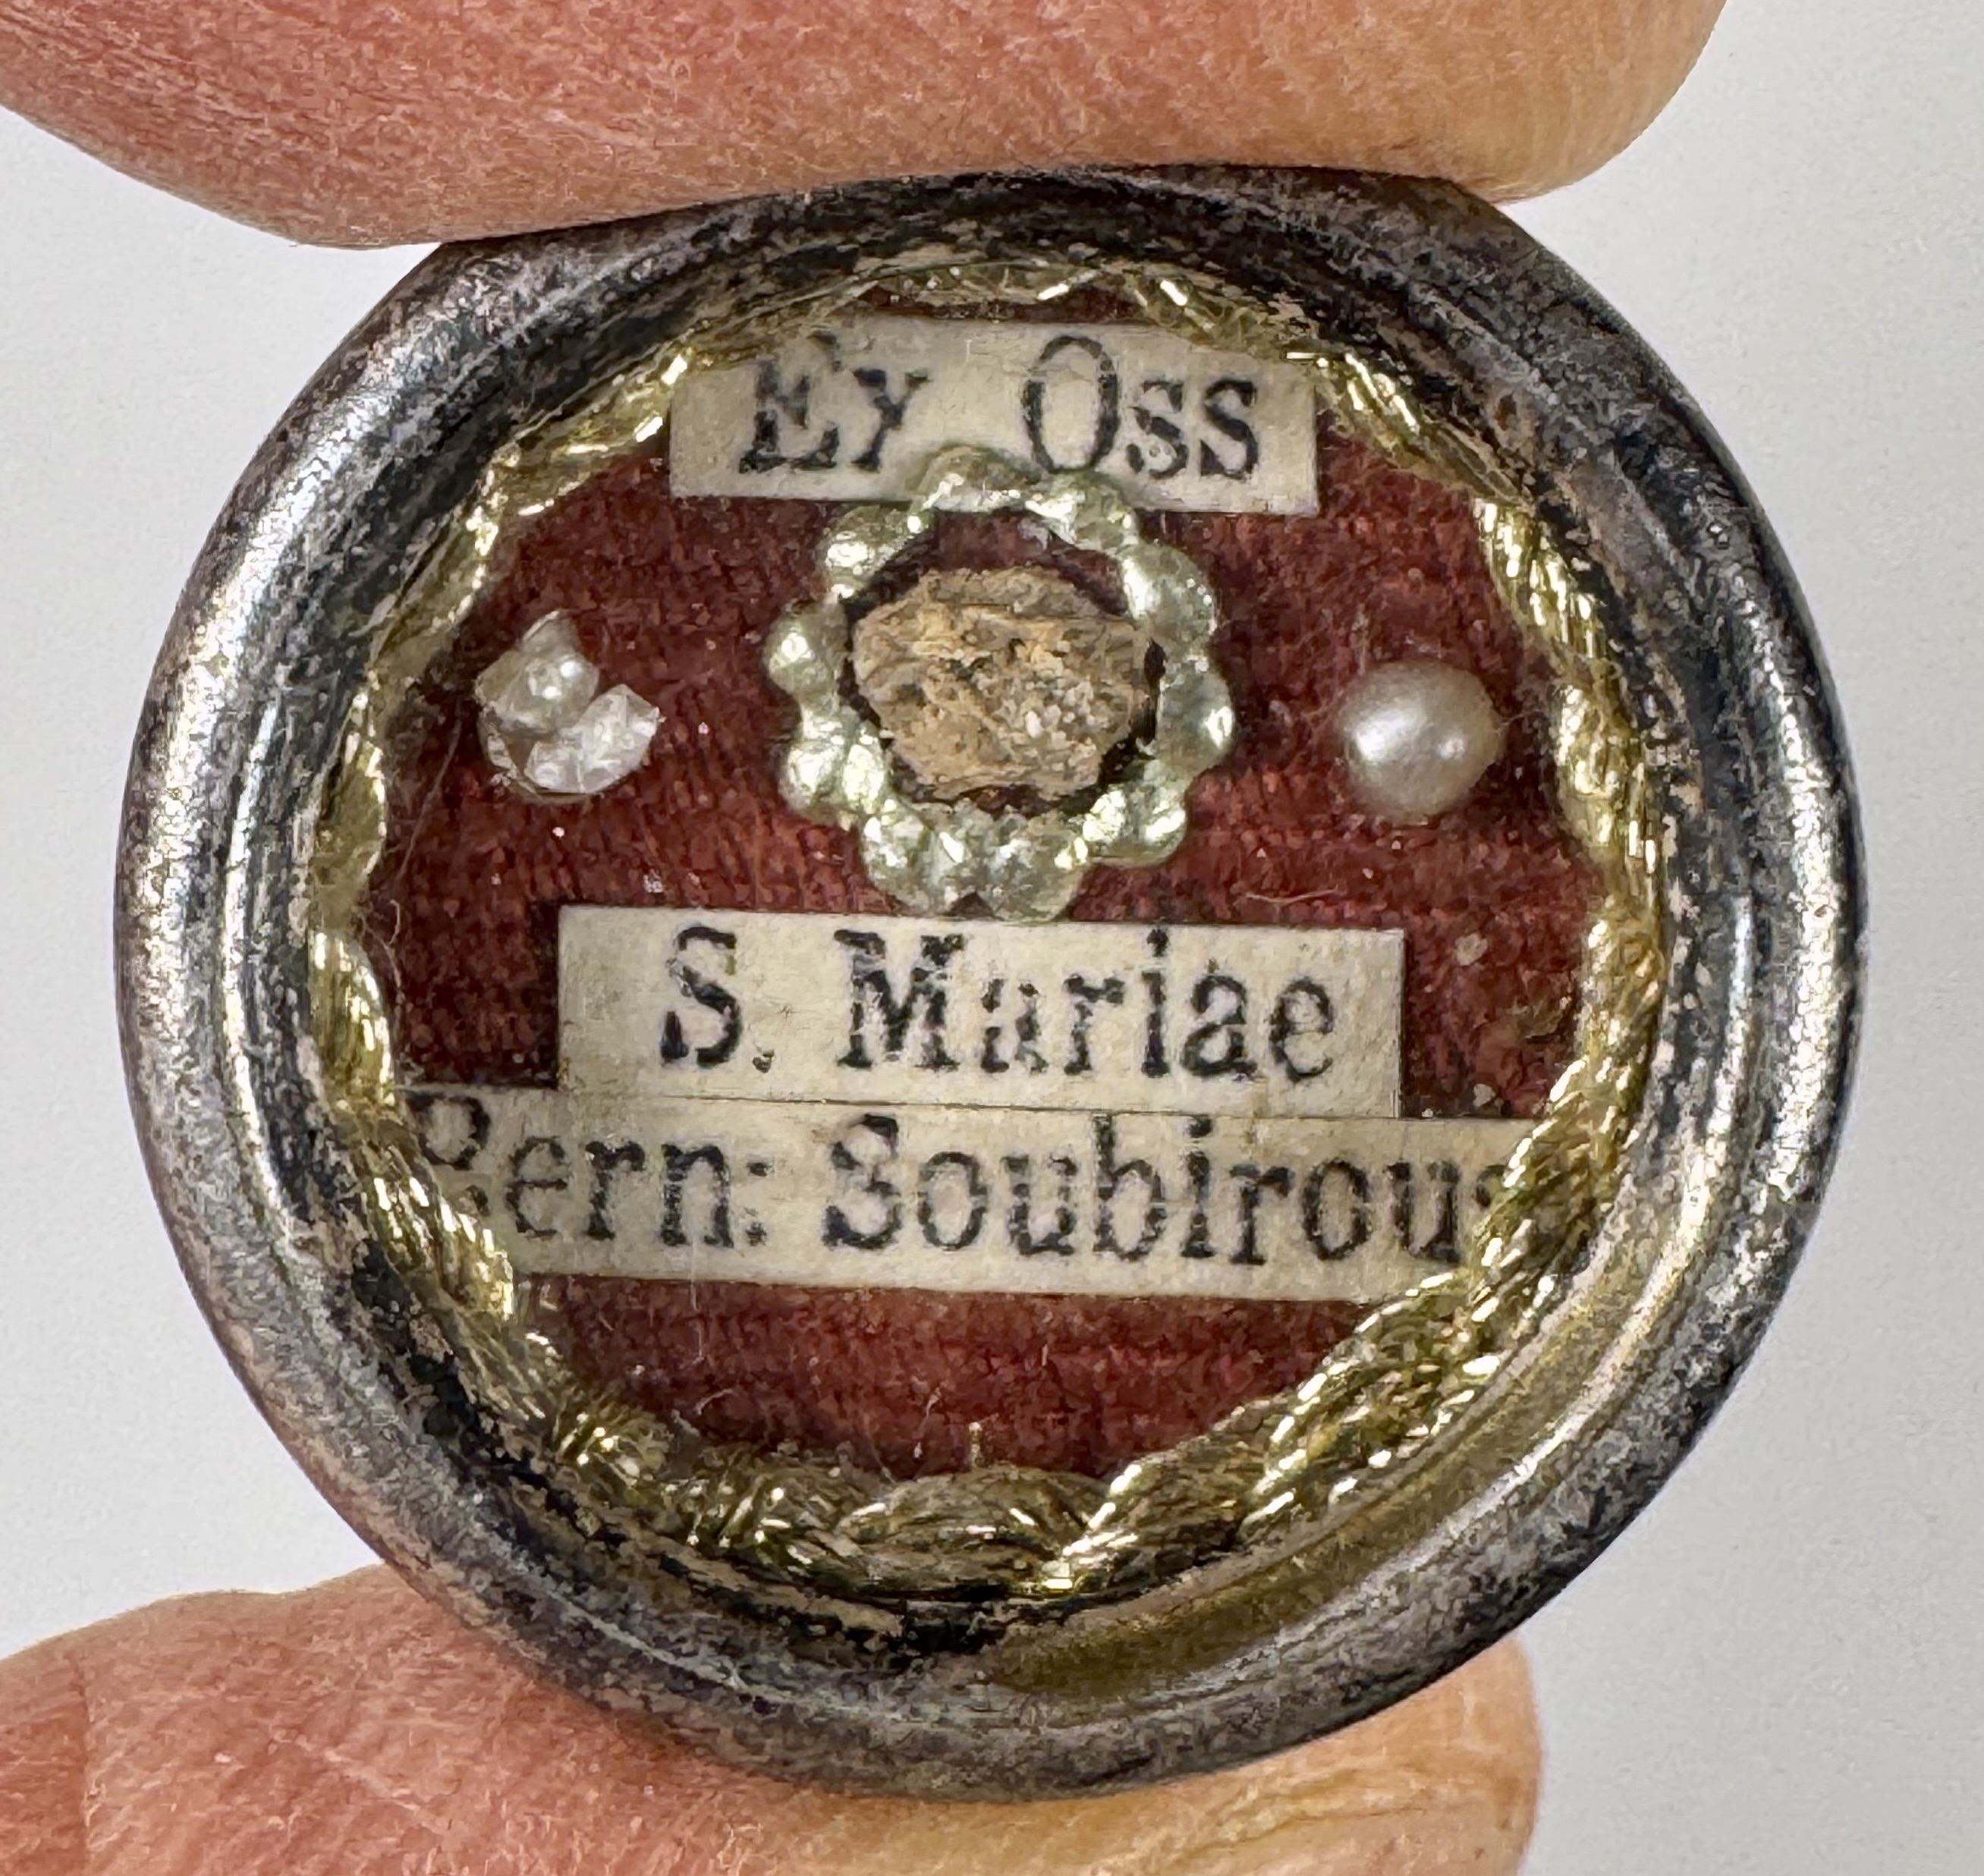 Ex Oss
S. Mariae
Bern: Soubirous